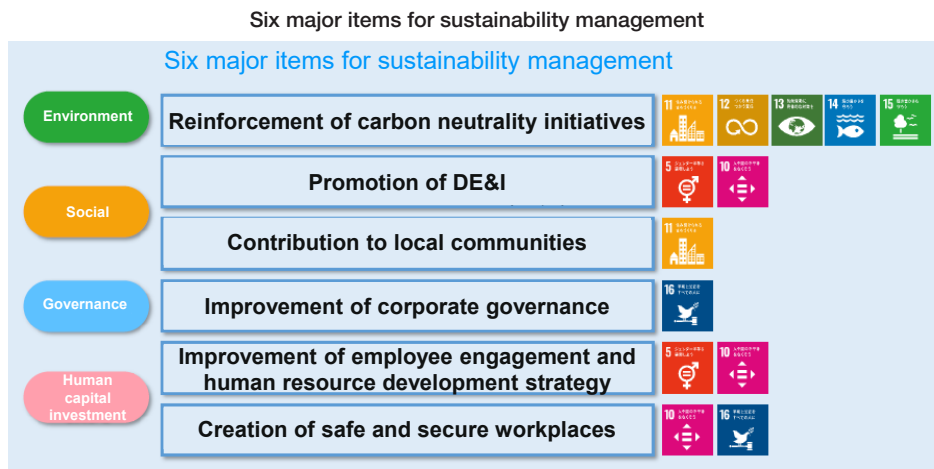 Six major items for sustainability management
Six major items for sustainability management
Environment
Reinforcement of carbon neutrality initiatives
11
12
13
14
15
Social
Promotion of DE&I
5
10
Contribution to local communities
11
Governance
Improvement of corporate governance
16
Human
capital
investment
Improvement of employee engagement and
human resource development strategy
5
10
Creation of safe and secure workplaces
10
16